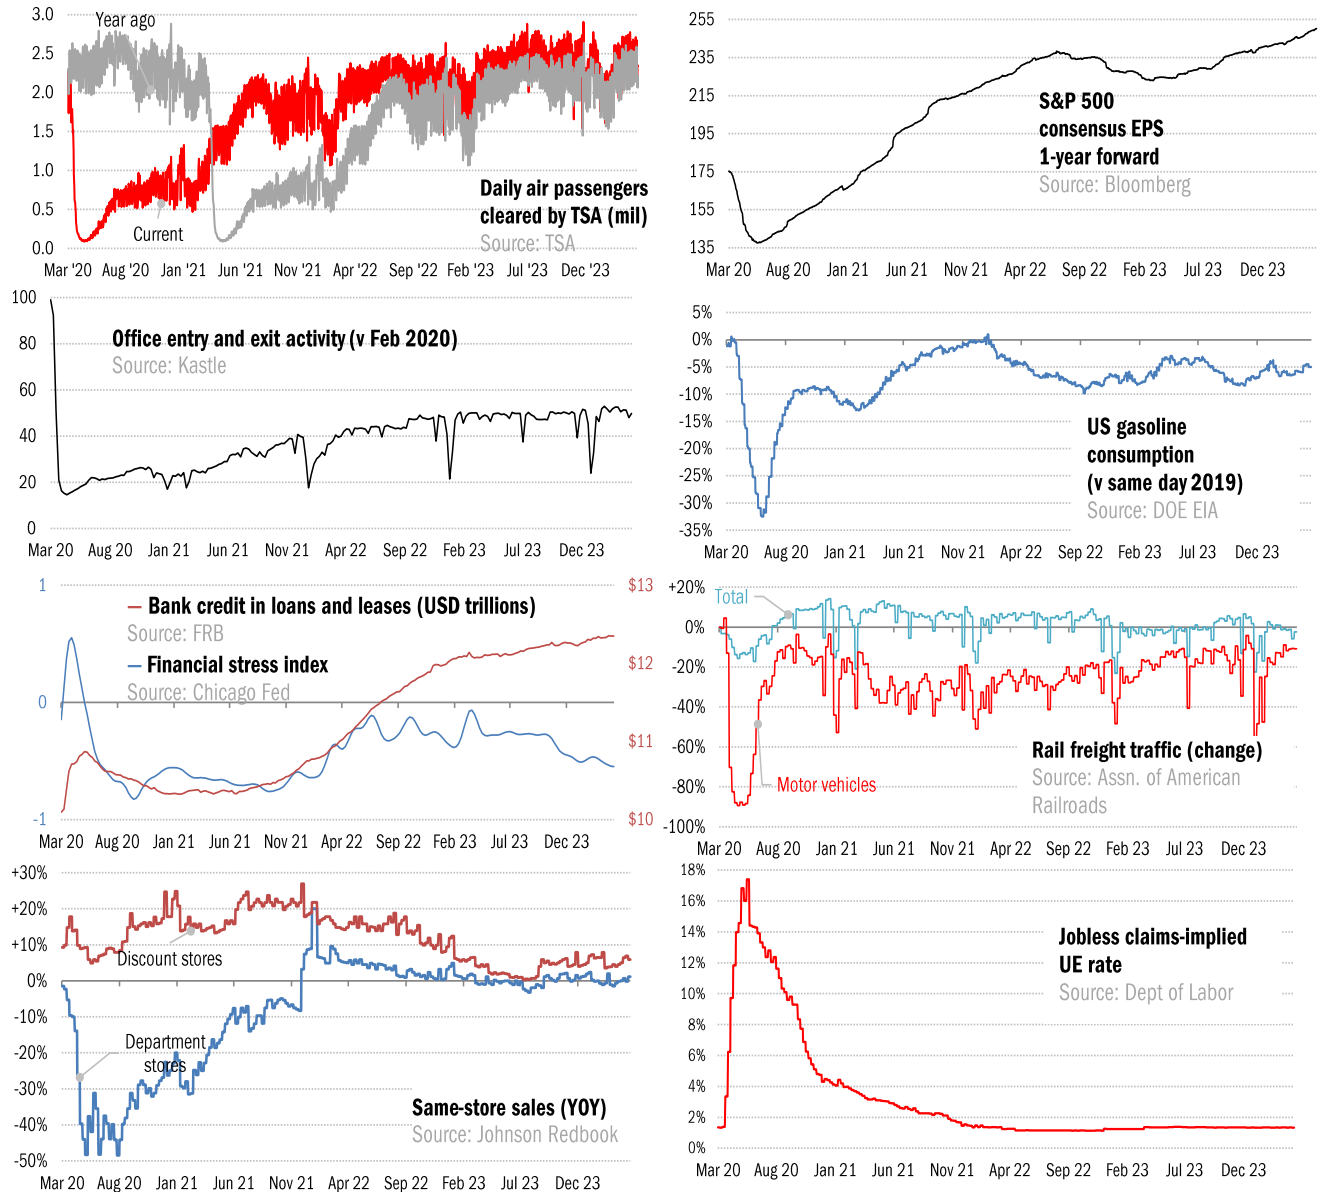 3.0
2.5
2.0
1.5
1.0
0.5
0.0
Year ago
Current
Daily air passengers
cleared by TSA (mil)
Source: TSA
Mar '20 Aug '20 Jan '21 Jun '21 Nov '21 Apr '22 Sep '22 Feb '23 Jul '23 Dec '23
255
235
215
195
175
155
135
S&P 500
consensus EPS
1-year forward
Source: Bloomberg
Mar 20 Aug 20 Jan 21 Jun 21 Nov 21 Apr 22 Sep 22 Feb 23 Jul 23 Dec 23
100
80
60
40
20
0
Office entry and exit activity (v Feb 2020)
Source: Kastle
Mar 20 Aug 20 Jan 21 Jun 21 Nov 21 Apr 22 Sep 22 Feb 23 Jul 23 Dec 23
5%
0%
-5%
-10%
-15%
-20%
-25%
-30%
-35%
US gasoline
consumption
(v same day 2019)
Source: DOE EIA
Mar 20 Aug 20 Jan 21 Jun 21 Nov 21 Apr 22 Sep 22 Feb 23 Jul 23 Dec 23
1
0
-1
$13
$12
$11
$10
Bank credit in loans and leases (USD trillions)
Source: FRB
Financial stress index
Source: Chicago Fed
Mar 20 Aug 20 Jan 21 Jun 21 Nov 21 Apr 22 Sep 22 Feb 23 Jul 23 Dec 23
+20%
0%
-20%
-40%
-60%
-80%
-100%
Total
Motor vehicles
Rail freight traffic (change)
Source: Assn. of American
Railroads
Mar 20 Aug 20 Jan 21 Jun 21 Nov 21 Apr 22 Sep 22 Feb 23 Jul 23 Dec 23
+30%
+20%
+10%
0%
-10%
-20%
-30%
-40%
-50%
Discount stores
Department
stores
Same-store sales (YOY)
Source: Johnson Redbook
Mar 20 Aug 20 Jan 21 Jun 21 Nov 21 Apr 22 Sep 22 Feb 23 Jul 23 Dec 23
18%
16%
14%
12%
10%
8%
6%
4%
2%
0%
Jobless claims-implied
UE rate
Source: Dept of Labor
Mar 20 Aug 20 Jan 21 Jun 21 Nov 21 Apr 22 Sep 22 Feb 23 Jul 23 Dec 23